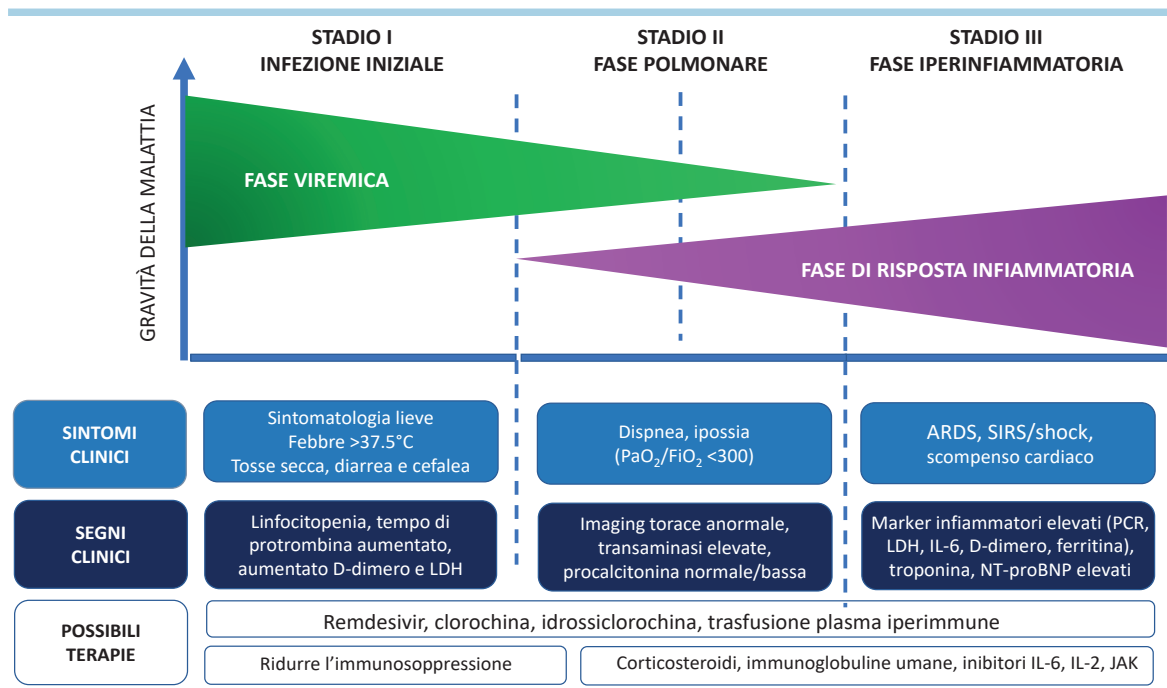 STADIO I
INFEZIONE INIZIALE
STADIO II
FASE POLMONARE
STADIO III
FASE IPERINFIAMMATORIA
GRAVITÀ DELLA MALATTIA
FASE VIREMICA
FASE DI RISPOSTA INFIAMMATORIA
SINTOMI
CLINICI
Sintomatologia lieve
Febbre >37.5°C
Tosse secca, diarrea e cefalea
Dispnea, ipossia
(PaO₂/FiO₂ <300)
ARDS, SIRS/shock,
scompenso cardiaco
SEGNI
CLINICI
Linfocitopenia, tempo di
protrombina aumentato,
aumentato D-dimero e LDH
Imaging torace anormale,
transaminasi elevate,
procalcitonina normale/bassa
Marker infiammatori elevati (PCR,
LDH, IL-6, D-dimero, ferritina),
troponina, NT-proBNP elevati
POSSIBILI
TERAPIE
Remdesivir, clorochina, idrossiclorochina, trasfusione plasma iperimmune
Ridurre l'immunosoppressione
Corticosteroidi, immunoglobuline umane, inibitori IL-6, IL-2, JAK